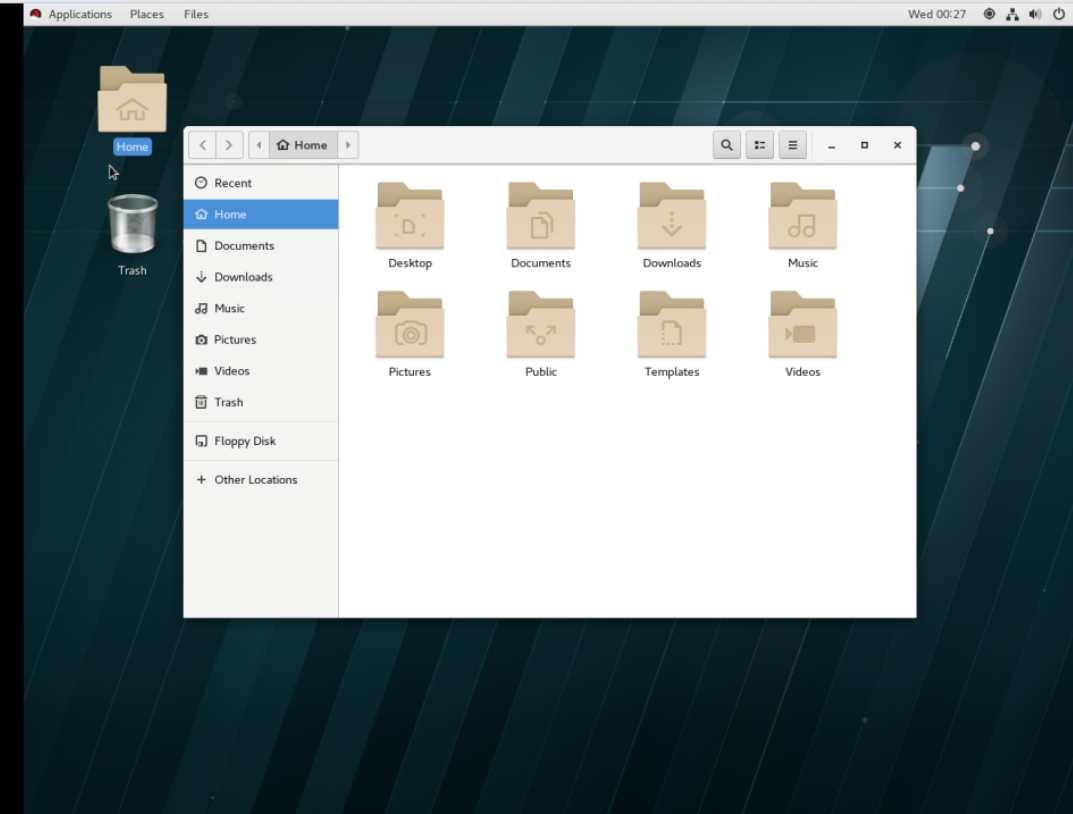 Applications Places Files Wed 00:27
Home
Trash
Home
Recent
Home
Documents
Downloads
Music
Pictures
Videos
Trash
Floppy Disk
Other Locations
Desktop Documents Downloads Music
Pictures Public Templates Videos